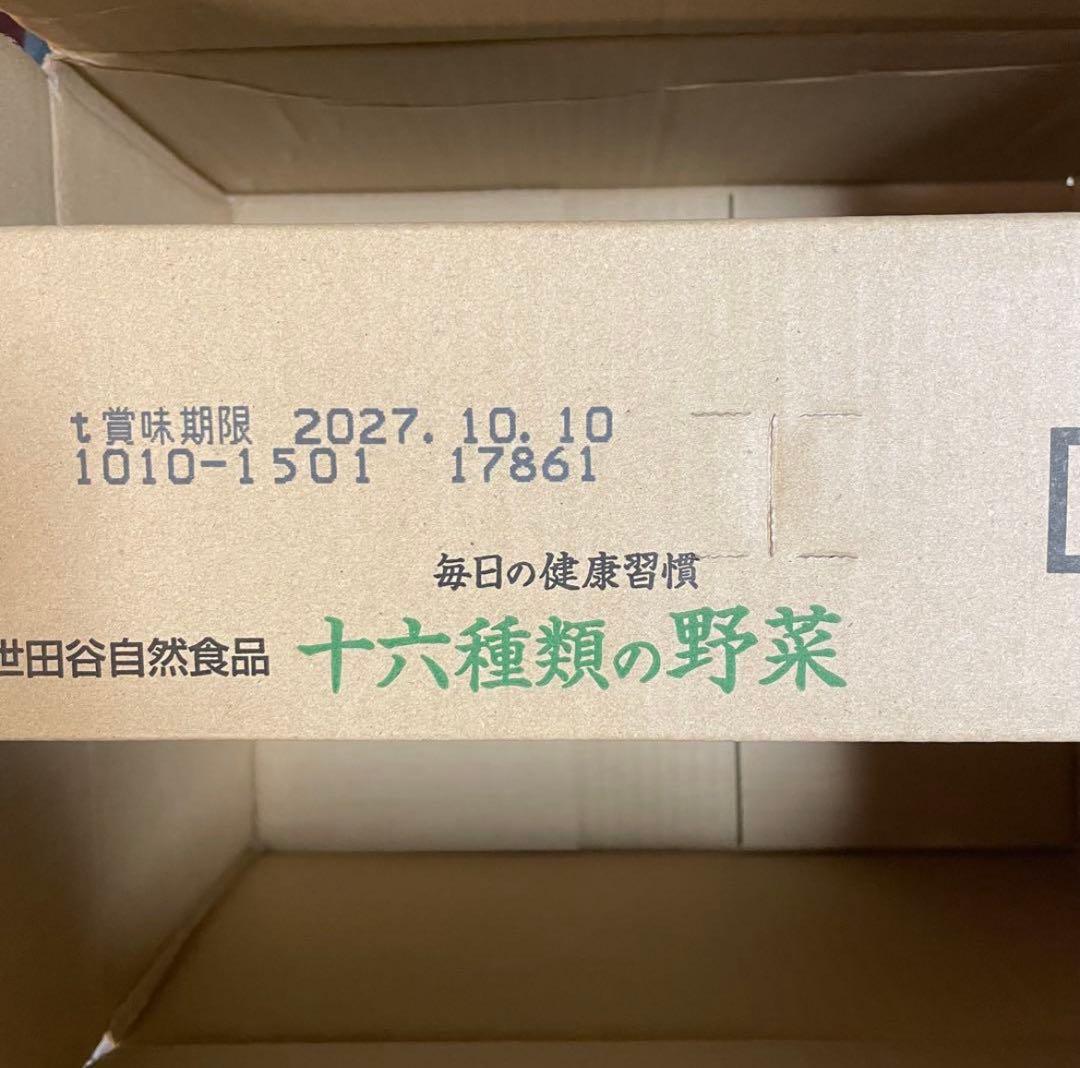 t賞味期限 2027.10.10
1010-1501 17861
毎日の健康習慣
世田谷自然食品 十六種類の野菜